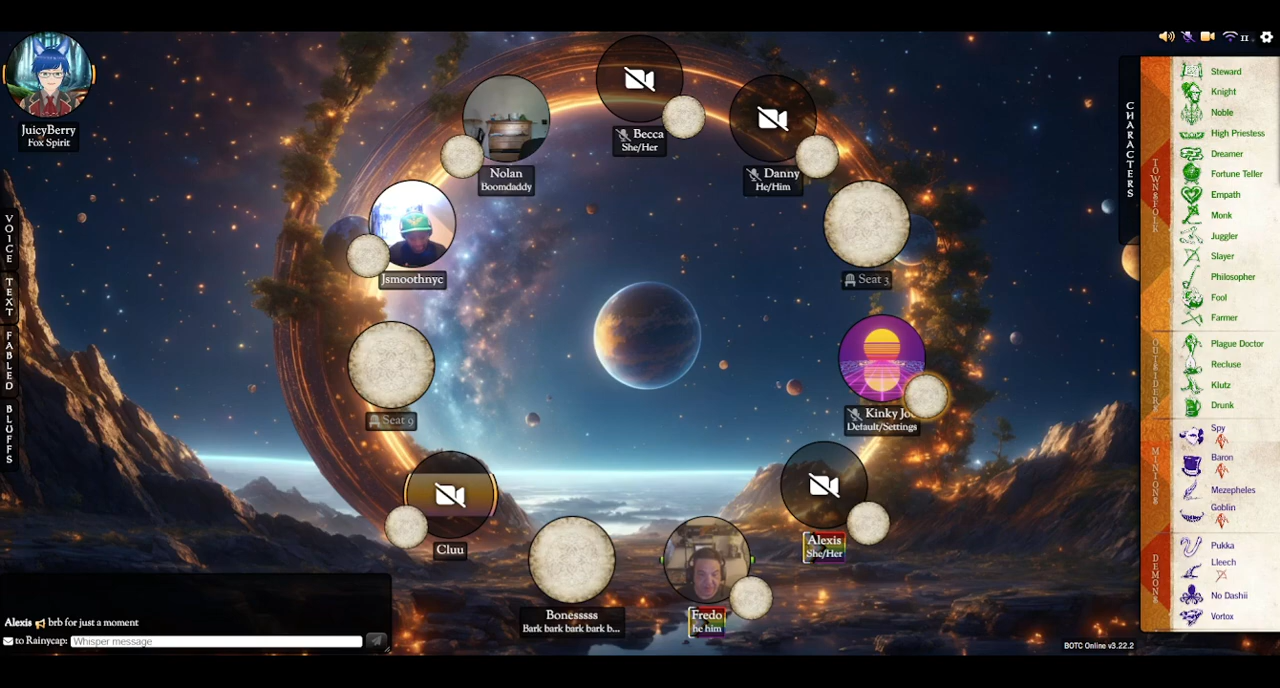 JuicyBerry
Fox Spirit
VOICE
TEXT
FABLED
BLUFFS
Becca
She/Her
Nolan
Boomdaddy
Danny
He/Him
Jsmoothnyc
Seat 3
Seat 9
Kinky Jo
Default/Settings
Cluu
Alexis
She/Her
Bonesssss
Bark bark bark bark b...
Fredo
he him
Alexis brb for just a moment
to Rainycap: Whisper message
BOTC Online v3.22.2
II
CHARACTERS
TOWNSFOLK
Steward
Knight
Noble
High Priestess
Dreamer
Fortune Teller
Empath
Monk
Juggler
Slayer
Philosopher
Fool
Farmer
OUTSIDERS
Plague Doctor
Recluse
Klutz
Drunk
MINIONS
Spy
Baron
Mezepheles
Goblin
DEMONS
Pukka
Lleech
No Dashii
Vortox